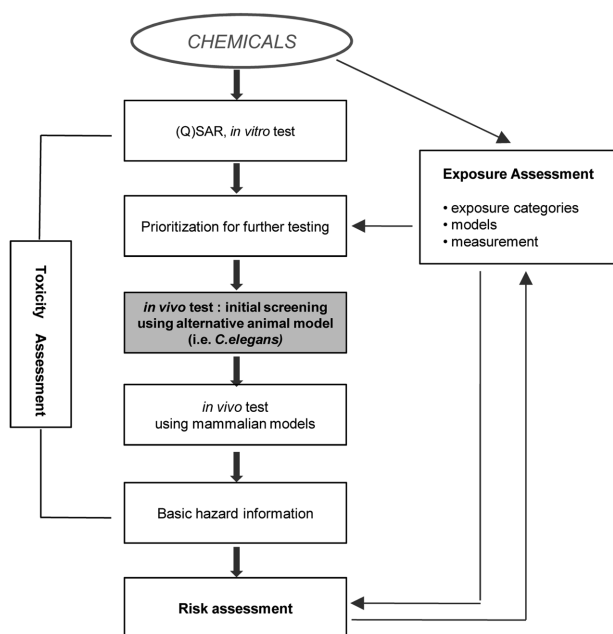 CHEMICALS
(Q)SAR, in vitro test
Prioritization for further testing
in vivo test : initial screening
using alternative animal model
(i.e. C.elegans)
in vivo test
using mammalian models
Basic hazard information
Risk assessment
Toxicity Assessment
Exposure Assessment
• exposure categories
• models
• measurement